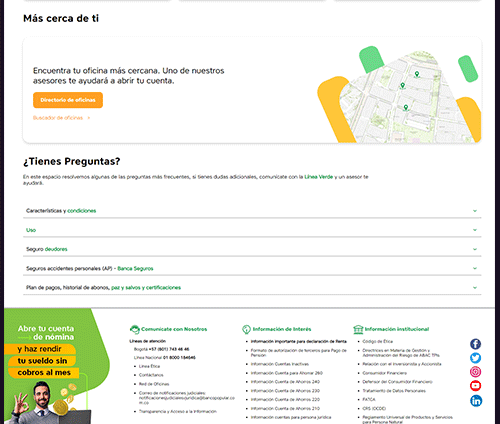 Más cerca de ti
Encuentra tu oficina más cercana. Uno de nuestros
asesores te ayudará a abrir tu cuenta.
Directorio de oficinas
Buscador de oficinas >
¿Tienes Preguntas?
En este espacio resolvemos algunas de las preguntas más frecuentes, si tienes dudas adicionales, comunícate con la Línea Verde y un asesor te
ayudará.
Características y condiciones
Uso
Seguro deudores
Seguros accidentes personales (AP) - Banca Seguros
Plan de pagos, historial de abonos, paz y salvos y certificaciones
Abre tu cuenta
de nómina
y haz rendir
tu sueldo sin
cobros al mes
Comunícate con Nosotros
Líneas de atención
Bogotá +57 (601) 743 46 46
Línea Nacional 01 8000 184646
Línea Ética
Contáctanos
Red de Oficinas
Correo de notificaciones judiciales:
Transparencia y Acceso a la información
Información de Interés
Información importante para declaración de Renta
Formato de autorización de terceros para Pago de
Pensión
Información Cuentas Inactivas
Información Cuenta para Ahorrar 260
Información Cuenta de Ahorros 240
Información Cuenta de Ahorros 230
Información Cuenta de Ahorros 220
Información Cuenta de Ahorros 210
Información cuentas para persona jurídica
Información institucional
Código de Ética
Directrices en Materia de Gestión y
Administración del Riesgo de ABAC TPIs
Relación con el Inversionista y Accionista
Consumidor Financiero
Defensor del Consumidor Financiero
Tratamiento de Datos Personales
FATCA
CRS (OCDE)
Reglamento Universal de Productos y Servicios
para Persona Natural